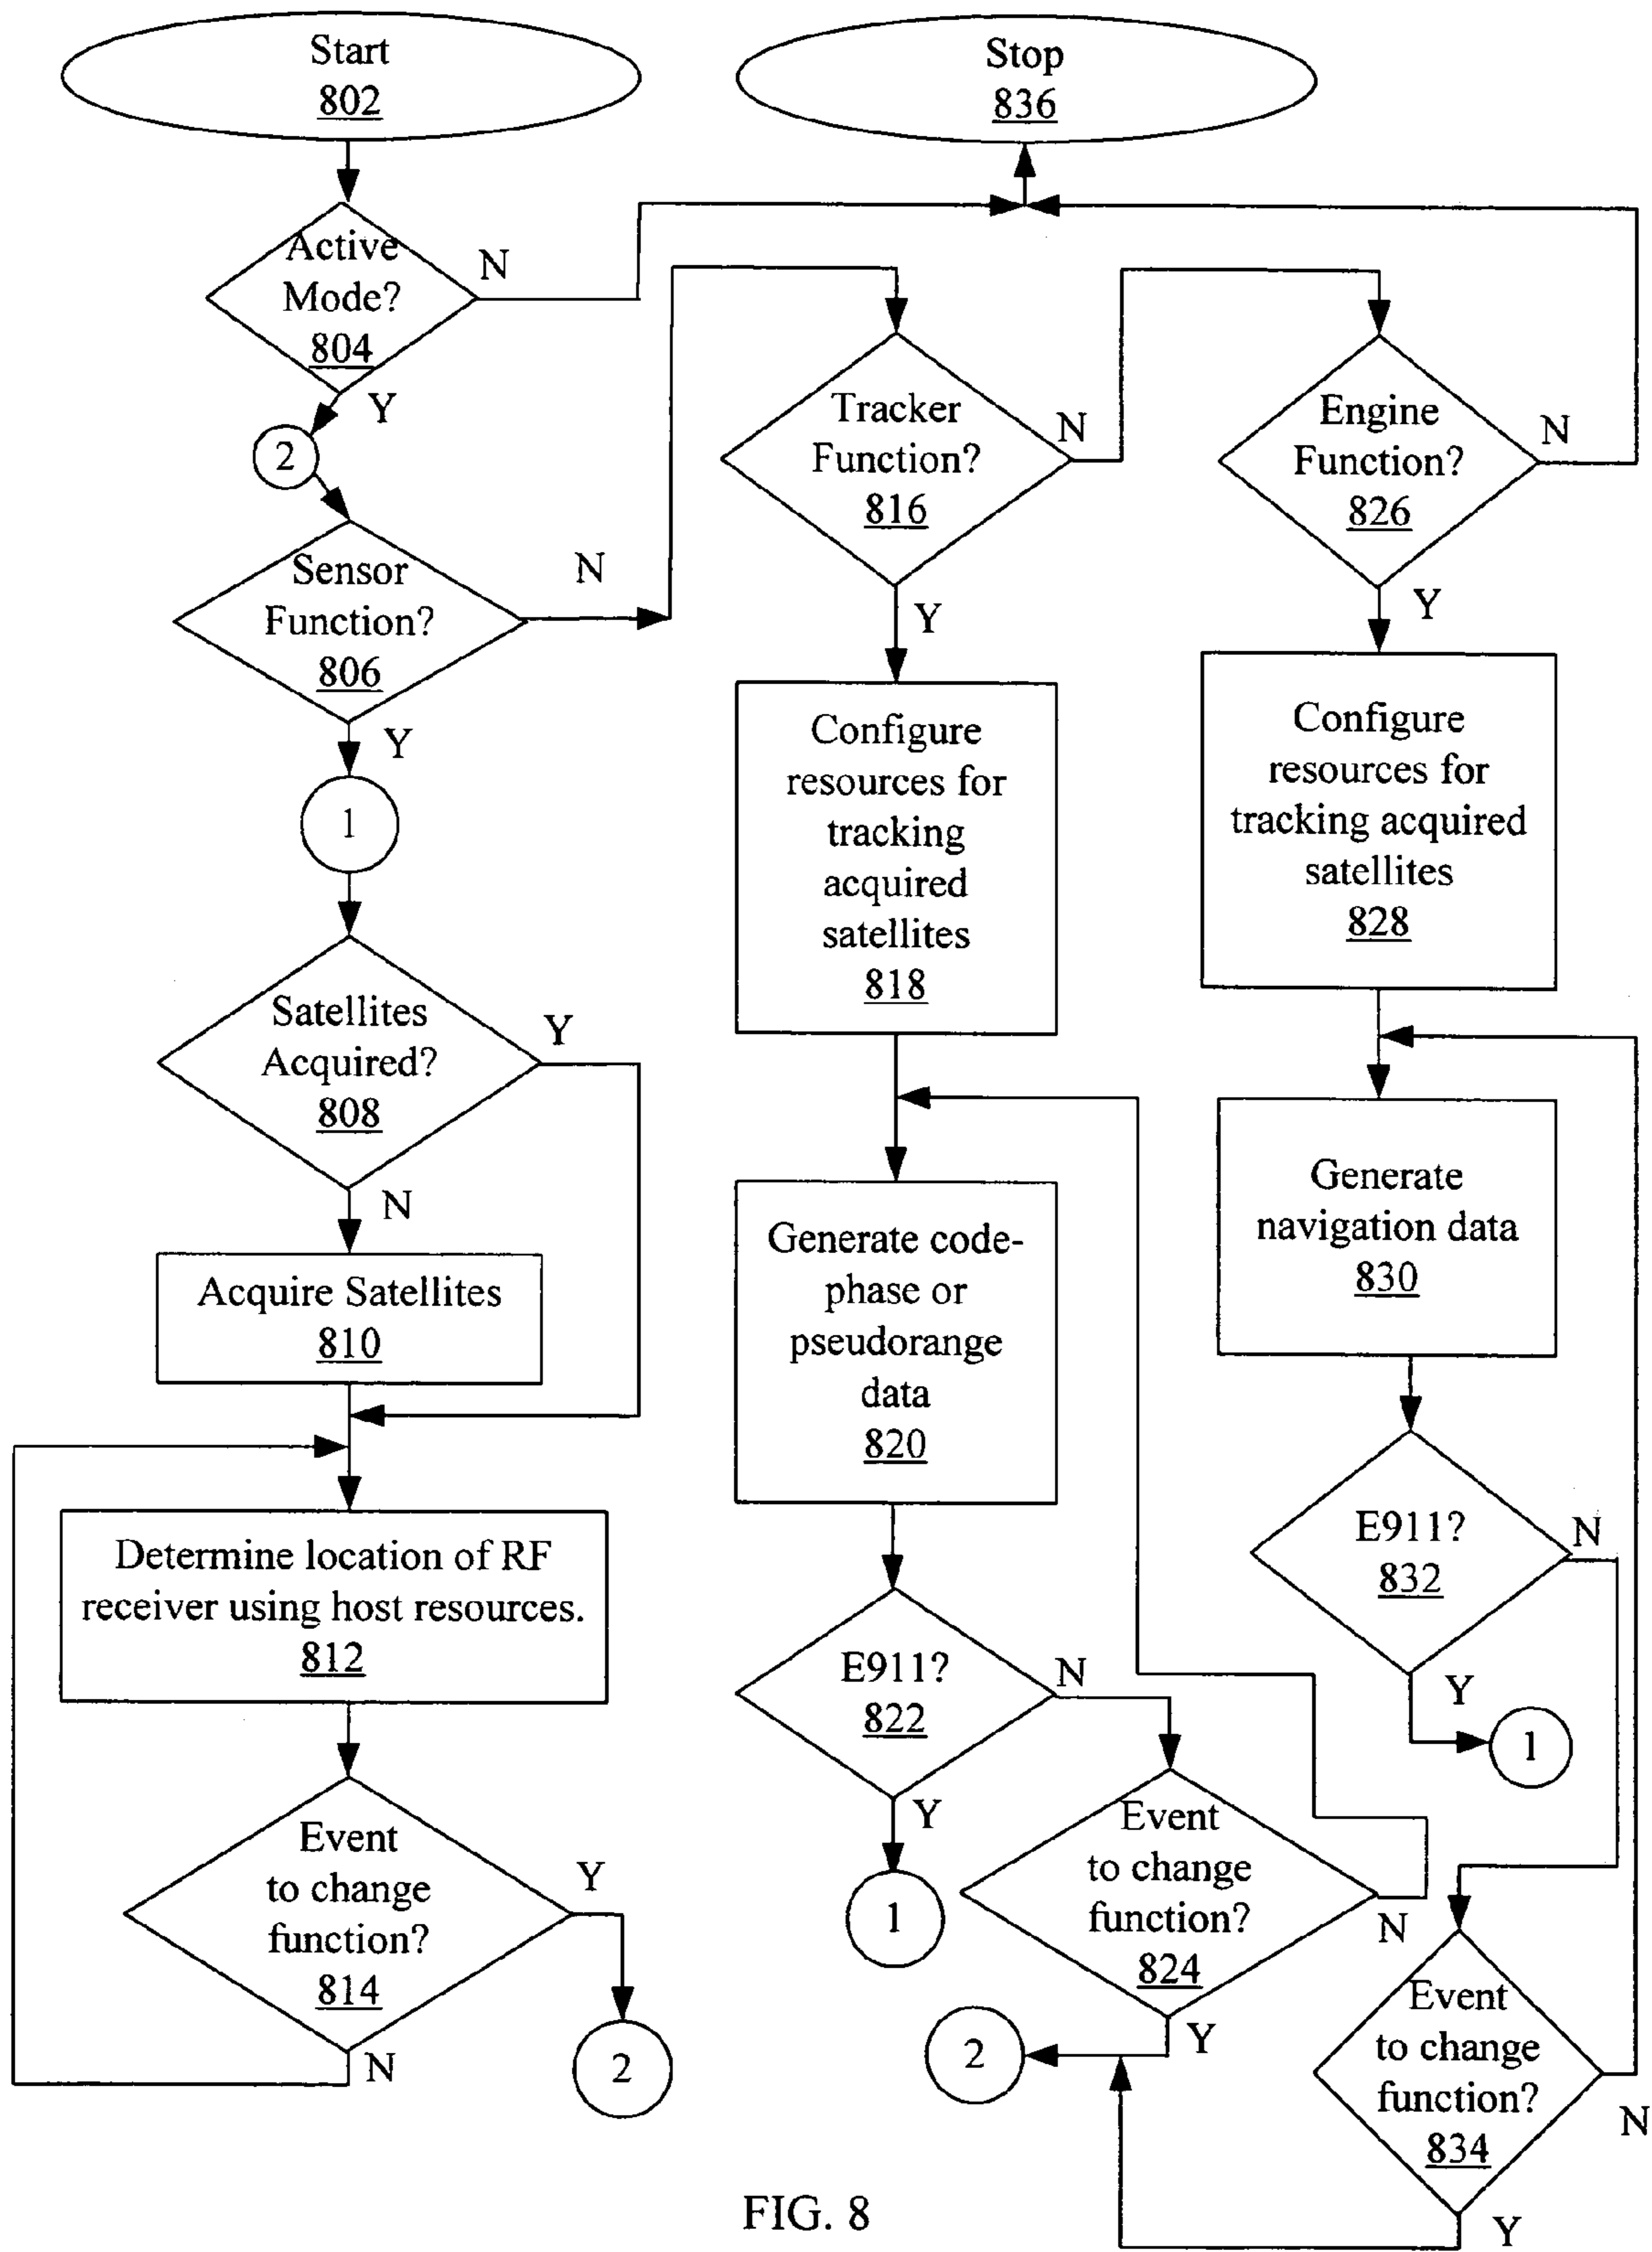 Start
802
Stop
836
Active
Mode?
804
N
Y
2
Sensor
Function?
806
N
Y
1
Satellites
Acquired?
808
Y
N
Acquire Satellites
810
Determine location of RF
receiver using host resources.
812
Event
to change
function?
814
Y
N
2
Tracker
Function?
816
N
Y
Configure
resources for
tracking
acquired
satellites
818
Generate code-
phase or
pseudorange
data
820
E911?
822
N
Y
1
Event
to change
function?
824
N
Y
2
Engine
Function?
826
N
Y
Configure
resources for
tracking acquired
satellites
828
Generate
navigation data
830
E911?
832
N
Y
1
Event
to change
function?
834
N
Y
FIG. 8